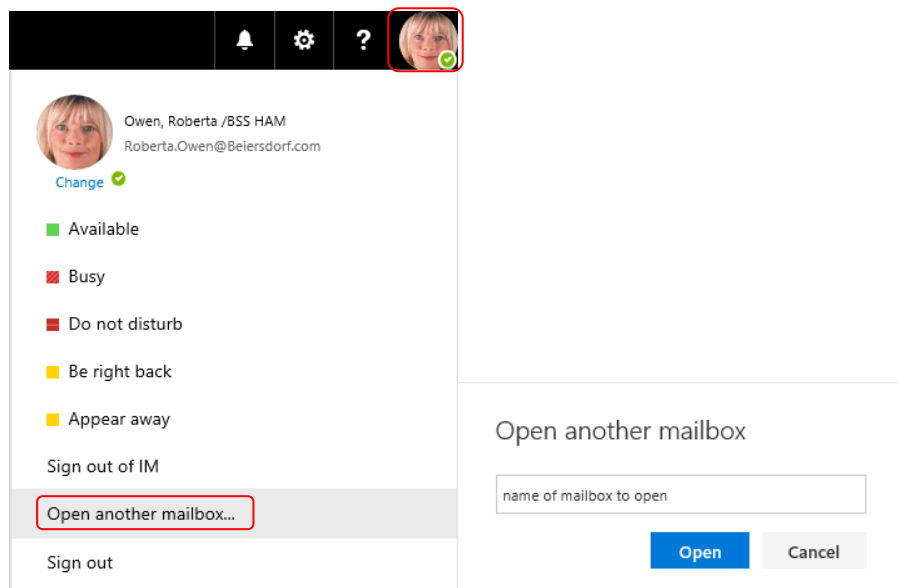 ?
Owen, Roberta /BSS HAM
Roberta.Owen@Beiersdorf.com
Change
Available
Busy
Do not disturb
Be right back
Appear away
Sign out of IM
Open another mailbox...
Sign out
Open another mailbox
name of mailbox to open
Open Cancel